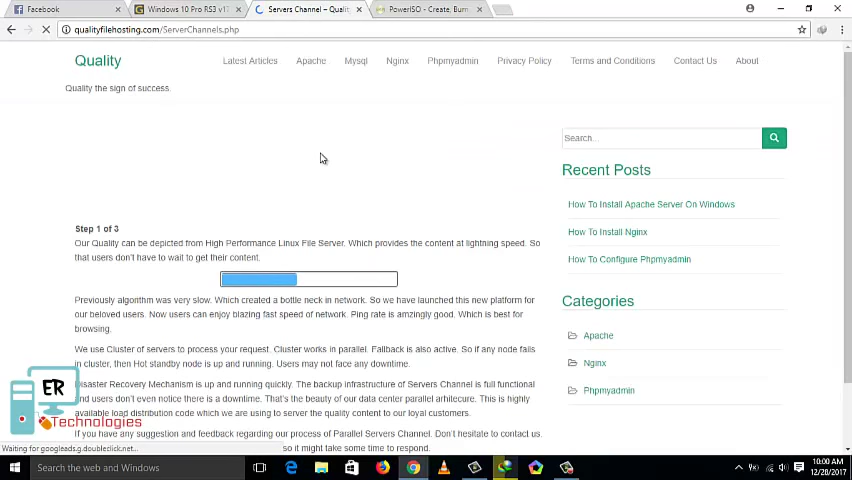 Facebook
Windows 10 Pro RS3 v17
Servers Channel – Quality
PowerISO - Create, Burn
qualityfilehosting.com/ServerChannels.php
Quality
Latest Articles
Apache
Mysql
Nginx
Phpmyadmin
Privacy Policy
Terms and Conditions
Contact Us
About
Quality the sign of success.
Search...
Recent Posts
How To Install Apache Server On Windows
How To Install Nginx
How To Configure Phpmyadmin
Categories
Apache
Nginx
Phpmyadmin
Step 1 of 3
Our Quality can be depicted from High Performance Linux File Server. Which provides the content at lightning speed. So
that users don't have to wait to get their content.
Previously algorithm was very slow. Which created a bottle neck in network. So we have launched this new platform for
our beloved users. Now users can enjoy blazing fast speed of network. Ping rate is amzingly good. Which is best for
browsing.
We use Cluster of servers to process your request. Cluster works in parallel. Fallback is also active. So if any node fails
in cluster, then Hot standby node is up and running. Users may not face any downtime.
Disaster Recovery Mechanism is up and running quickly. The backup infrastructure of Servers Channel is full functional
and users don't even notice there is a downtime. That's the beauty of our data center parallel arhitecure. This is highly
available load distribution code which we are using to server the quality content to our loyal customers.
If you have any suggestion and feedback regarding our process of Parallel Servers Channel. Don't hesitate to contact us.
so it might take some time to respond.
ER
Technologies
Waiting for googleads.g.doubleclick.net...
Search the web and Windows
10:00 AM
12/28/2017